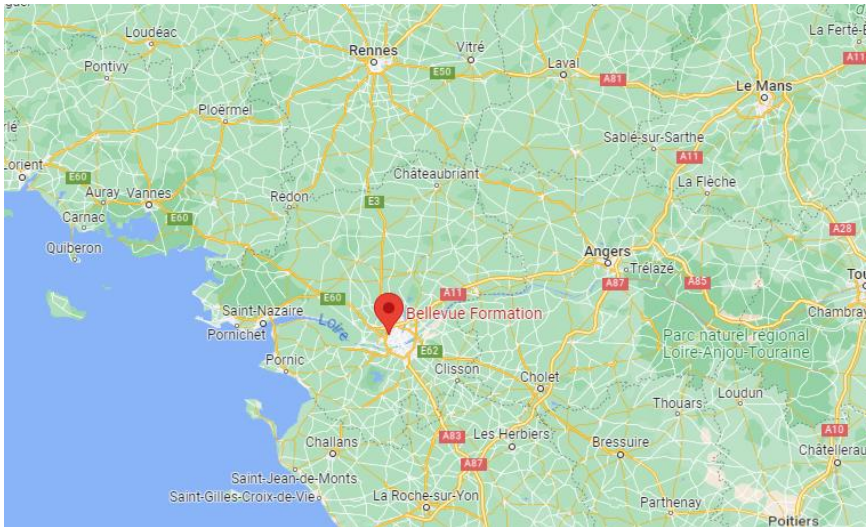 Loudéac
Rennes
Vitré
La Ferté-
Pontivy
E50
Laval
A81
A11
Le Mans
Ploërmel
Sablé-sur-Sarthe
Lorient
E60
Châteaubriant
A11
La Flèche
Auray
Vannes
E60
Redon
E3
Carnac
A28
Quiberon
Angers
Trélazé
A87
A85
Tou
E60
A11
Saint-Nazaire
Loire
Bellevue Formation
Chambray
Pornichet
Parc naturel régional
Loire-Anjou-Touraine
E62
Pornic
Clisson
Cholet
Thouars
Loudun
A10
A83
Les Herbiers
Challans
Bressuire
Châtellerau
A87
Saint-Jean-de-Monts
Saint-Gilles-Croix-de-Vie
La Roche-sur-Yon
Parthenay
Poitiers